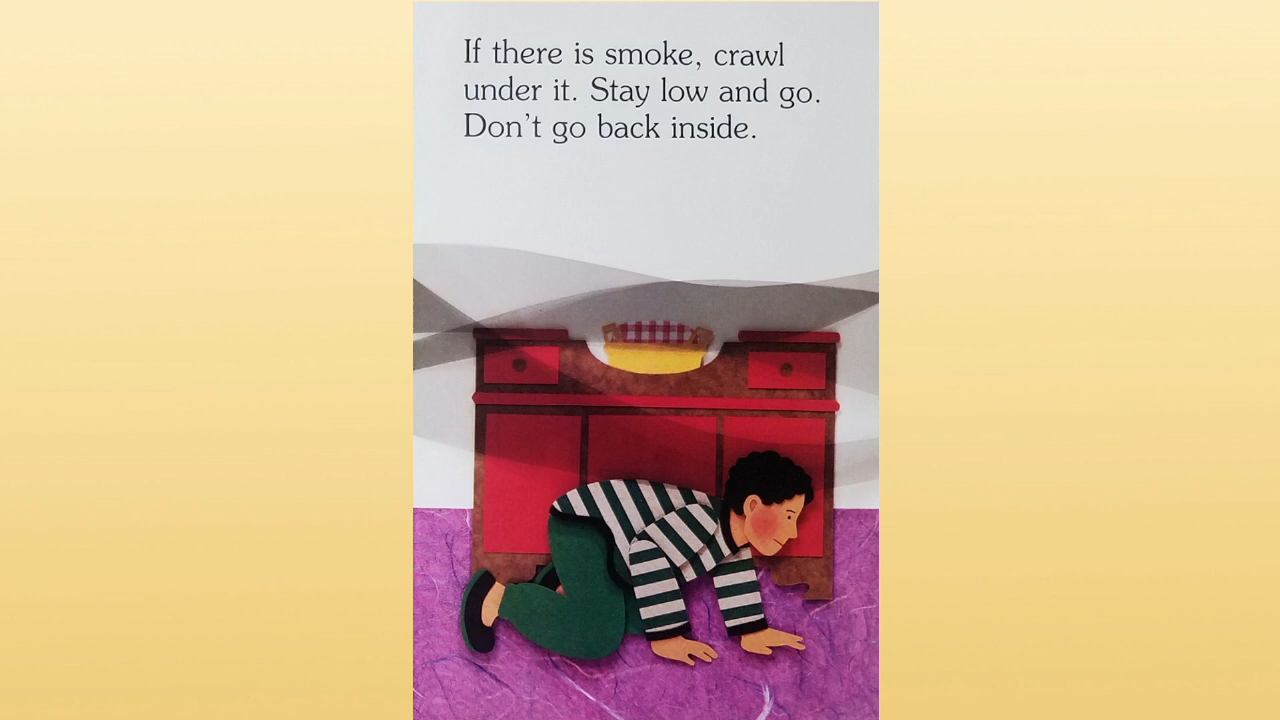 If there is smoke, crawl
under it. Stay low and go.
Don't go back inside.